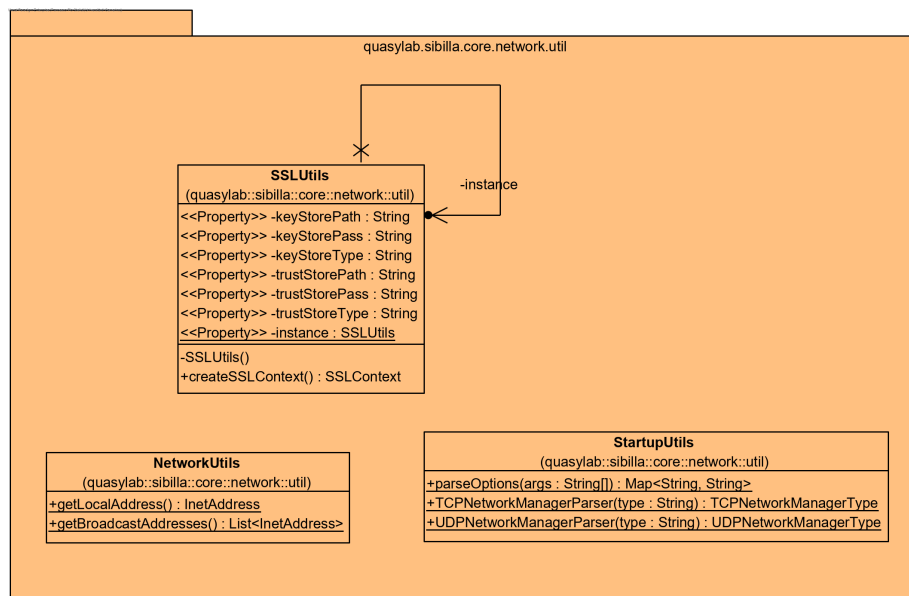 quasylab.sibilla.core.network.util
-instance
SSLUtils
(quasylab::sibilla::core::network::util)
<<Property>> -keyStorePath : String
<<Property>> -keyStorePass : String
<<Property>> -keyStoreType : String
<<Property>> -trustStorePath : String
<<Property>> -trustStorePass : String
<<Property>> -trustStoreType : String
<<Property>> -instance : SSLUtils
-SSLUtils()
+createSSLContext() : SSLContext
NetworkUtils
(quasylab::sibilla::core::network::util)
+getLocalAddress() : InetAddress
+getBroadcastAddresses() : List<InetAddress>
StartupUtils
(quasylab::sibilla::core::network::util)
+parseOptions(args : String[]) : Map<String, String>
+TCPNetworkManagerParser(type : String) : TCPNetworkManagerType
+UDPNetworkManagerParser(type : String) : UDPNetworkManagerType